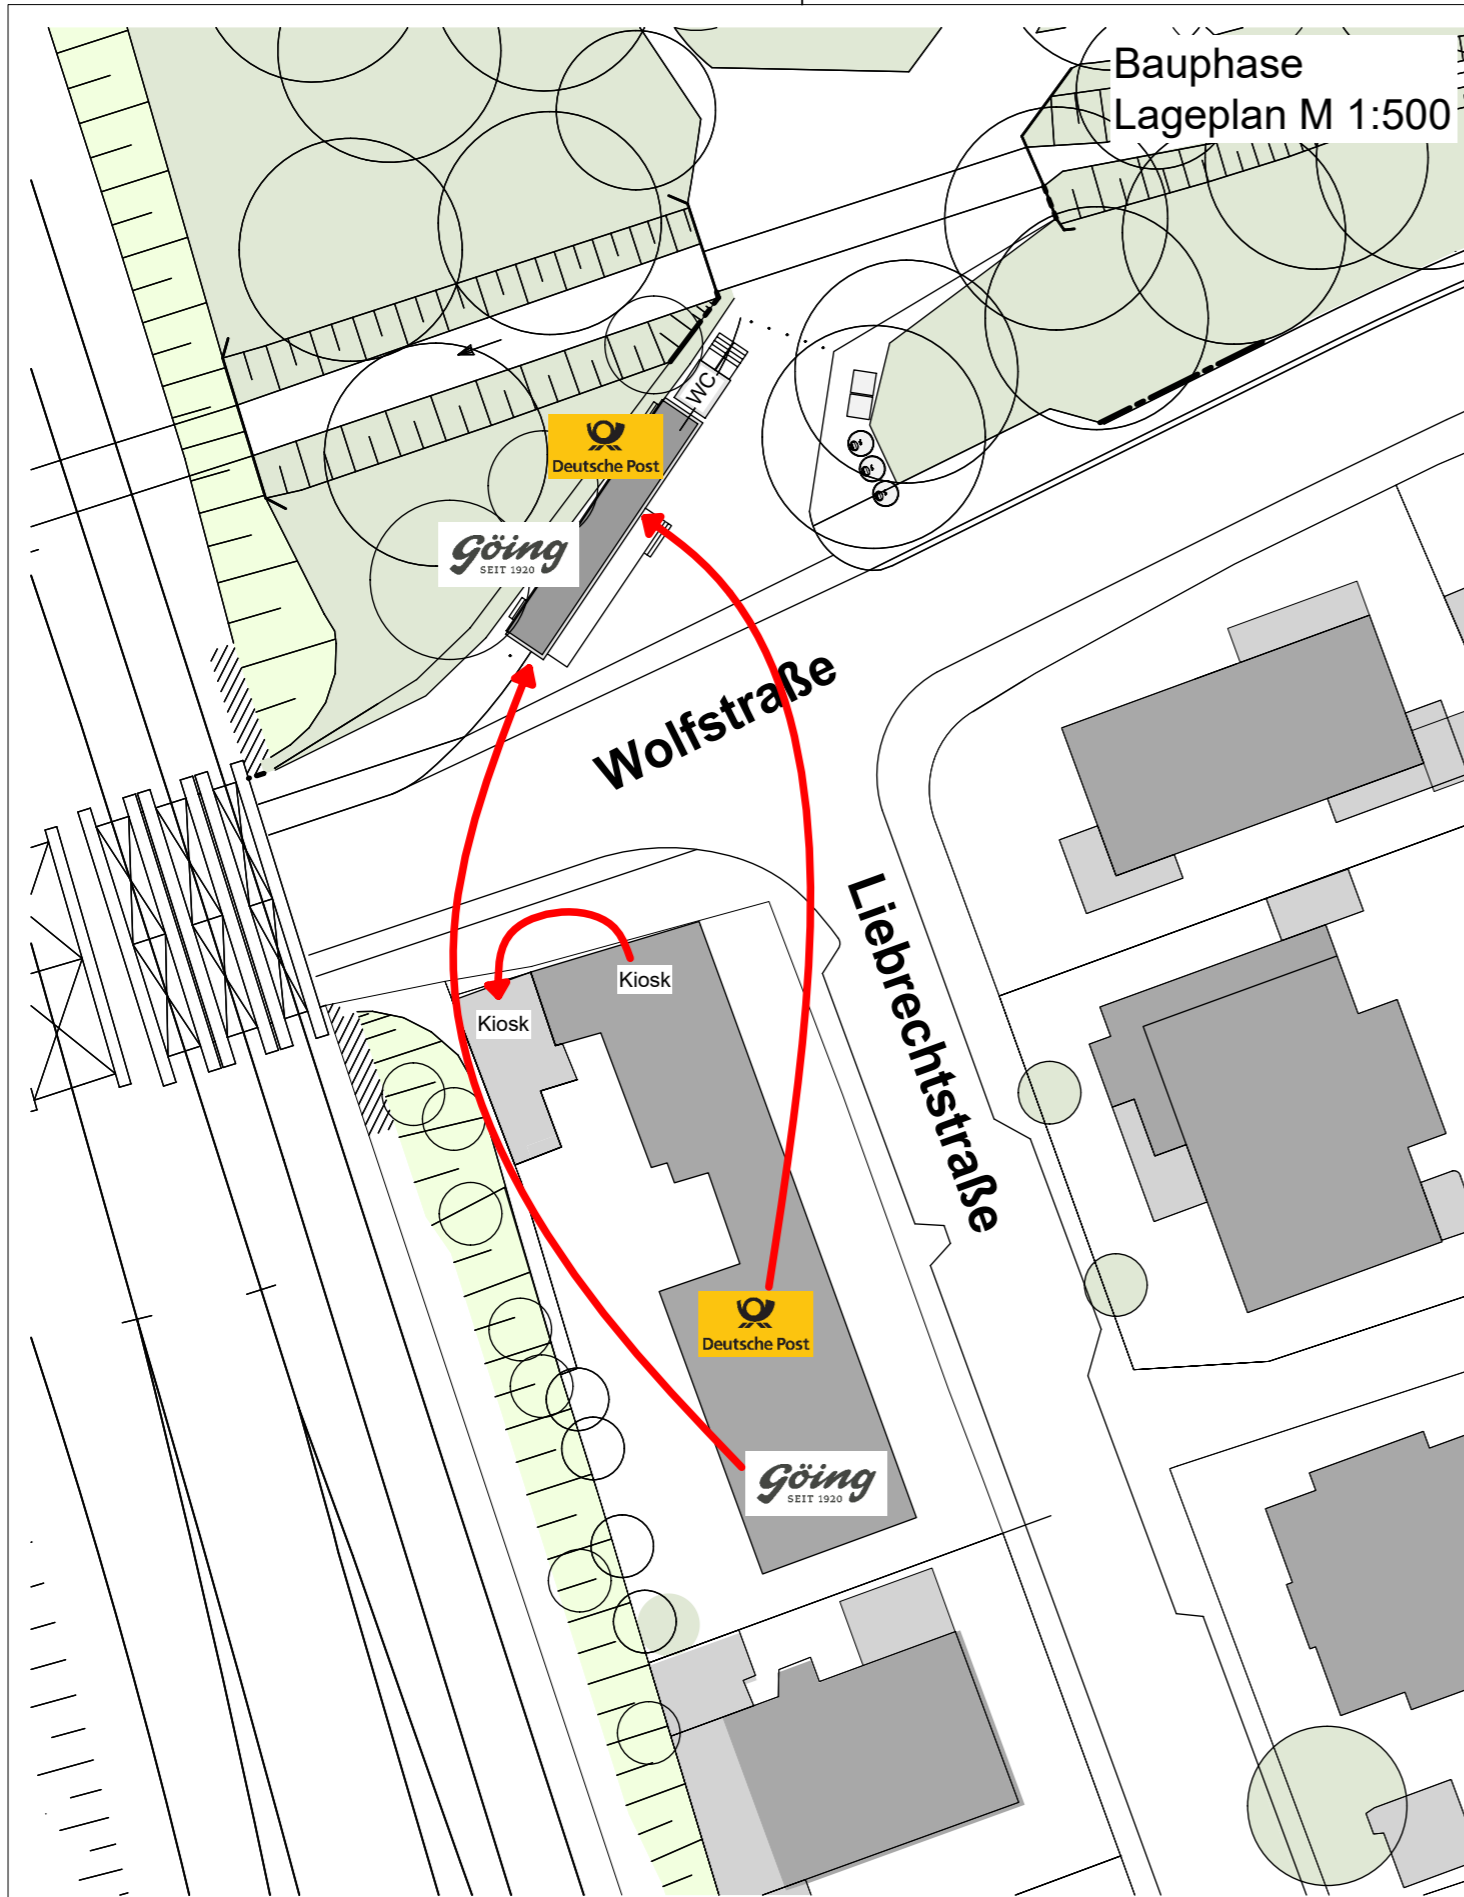 Bauphase
Lageplan M 1:500
WC
Deutsche Post
Göing
SEIT 1920
Wolfstraße
Liebrechtstraße
Kiosk
Kiosk
Deutsche Post
Göing
SEIT 1920